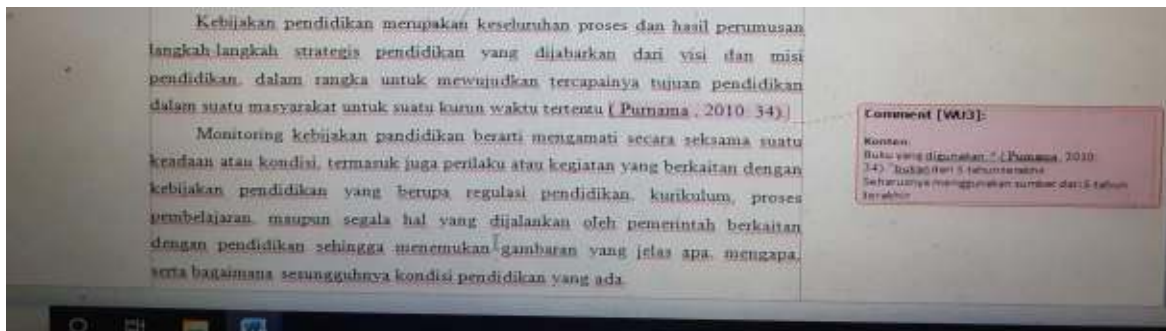 Kebijakan pendidikan merupakan keseluruhan proses dan hasil perumusan
langkah-langkah strategis pendidikan yang dijabarkan dari visi dan misi
pendidikan, dalam rangka untuk mewujudkan tercapainya tujuan pendidikan
dalam suatu masyarakat untuk suatu kurun waktu tertentu ( Purnama , 2010: 34).
Monitoring kebijakan pandidikan berarti mengamati secara seksama suatu
keadaan atau kondisi, termasuk juga perilaku atau kegiatan yang berkaitan dengan
kebijakan pendidikan yang berupa regulasi pendidikan, kurikulum, proses
pembelajaran, maupun segala hal yang dijalankan oleh pemerintah berkaitan
dengan pendidikan sehingga menemukan gambaran yang jelas apa, mengapa,
serta bagaimana sesungguhnya kondisi pendidikan yang ada.
Comment [WU3]:
Konten:
Buku yang digunakan " ( Purnama, 2010:
34). "bukan dari 5 tahun terakhir
Seharusnya menggunakan sumber dari 5 tahun
terakhir